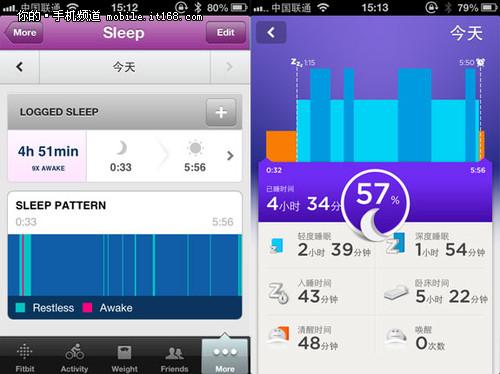 中国联通 15:12 80%
你的·手机频道 mobile.it168.com
More Sleep Edit
今天
LOGGED SLEEP +
4h 51min
9X AWAKE
0:33 5:56
SLEEP PATTERN
0:33 5:56
Restless Awake
Fitbit Activity Weight Friends More
中国联通 15:13 79%
今天
zzz 1:15 5:50
0:32 5:56
已睡时间
4小时 34分钟
57%
轻度睡眠
2小时 39分钟
深度睡眠
1小时 54分钟
入睡时间
43分钟
卧床时间
5小时 22分钟
清醒时间
48分钟
唤醒
0次数